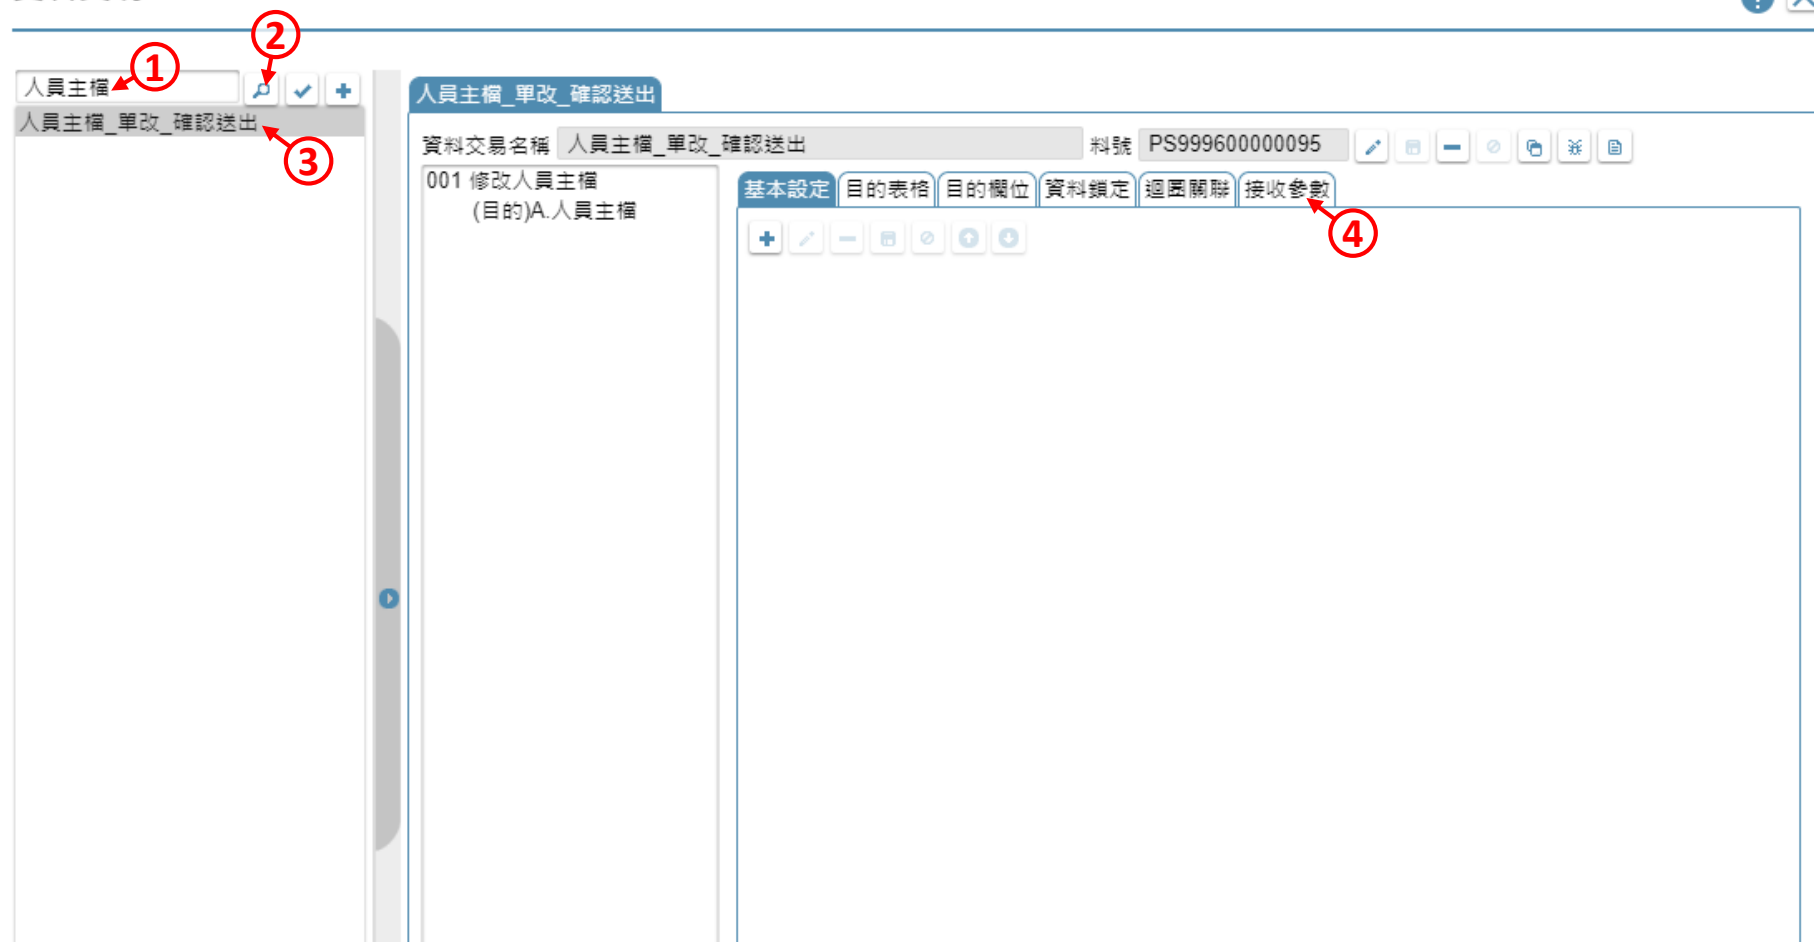 ?
① ②
人員主檔
人員主檔_單改_確認送出
③
人員主檔_單改_確認送出
資料交易名稱 人員主檔_單改_確認送出 料號 PS999600000095
001 修改人員主檔
(目的)A.人員主檔
基本設定 目的表格 目的欄位 資料鎖定 迴圈關聯 接收參數
④